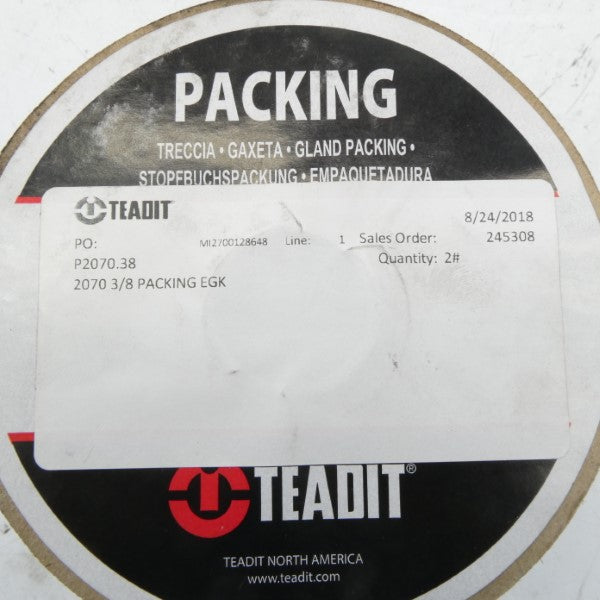 PACKING
TRECCIA • GAXETA • GLAND PACKING •
STOPFBUCHSPACKUNG • EMPAQUETADURA
TEADIT
8/24/2018
PO: MI2700128648 Line: 1 Sales Order: 245308
P2070.38 Quantity: 2#
2070 3/8 PACKING EGK
TEADIT®
TEADIT NORTH AMERICA
www.teadit.com